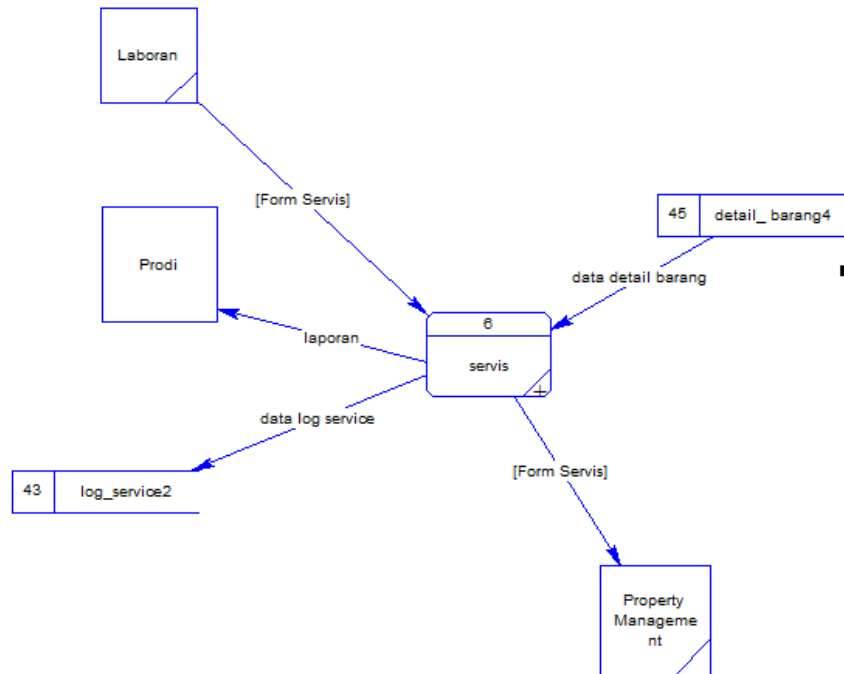 Laboran
[Form Servis]
45
detail_ barang4
Prodi
data detail barang
6
laporan
servis
data log service
[Form Servis]
43
log_service2
Property
Manageme
nt